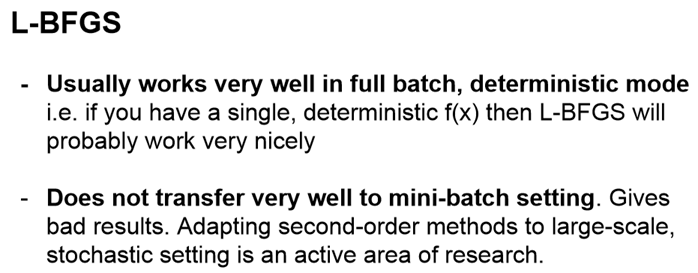 L-BFGS
- Usually works very well in full batch, deterministic mode
i.e. if you have a single, deterministic f(x) then L-BFGS will
probably work very nicely
- Does not transfer very well to mini-batch setting. Gives
bad results. Adapting second-order methods to large-scale,
stochastic setting is an active area of research.